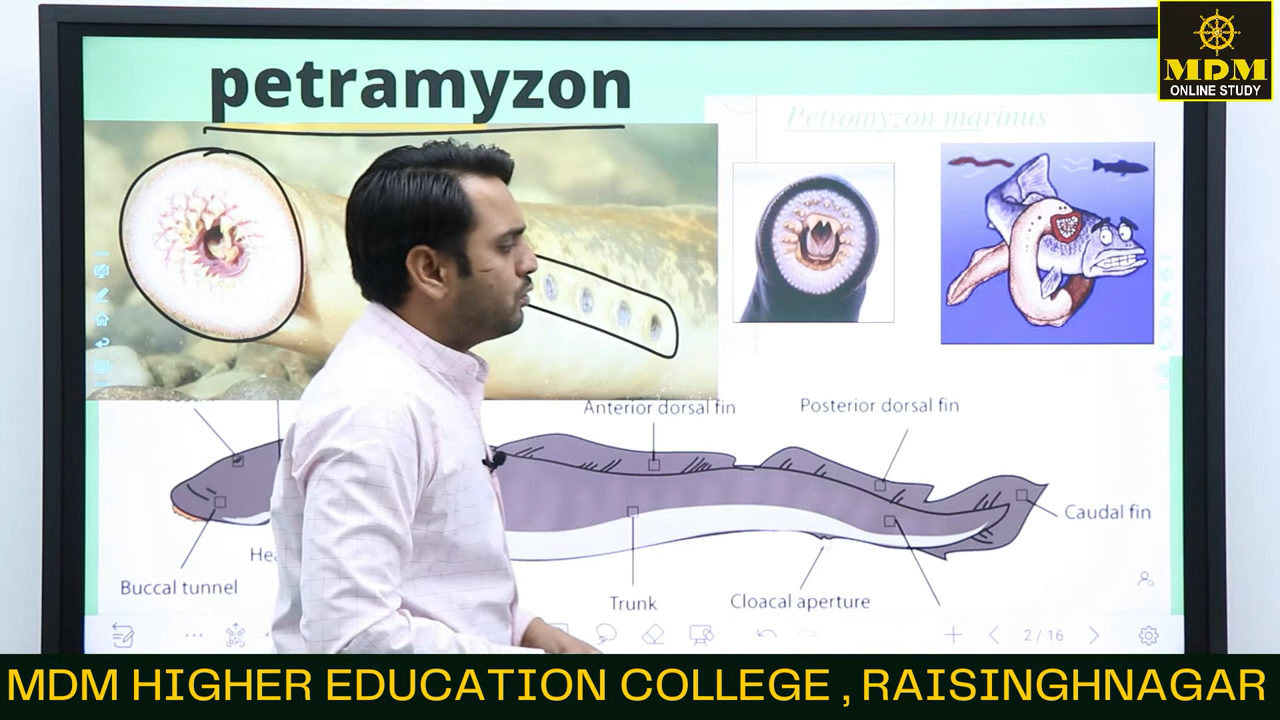 MDM
ONLINE STUDY
petramyzon
Petromyzon marinus
Anterior dorsal fin
Posterior dorsal fin
Caudal fin
Buccal tunnel
Trunk
Cloacal aperture
2 / 16
MDM HIGHER EDUCATION COLLEGE , RAISINGHNAGAR